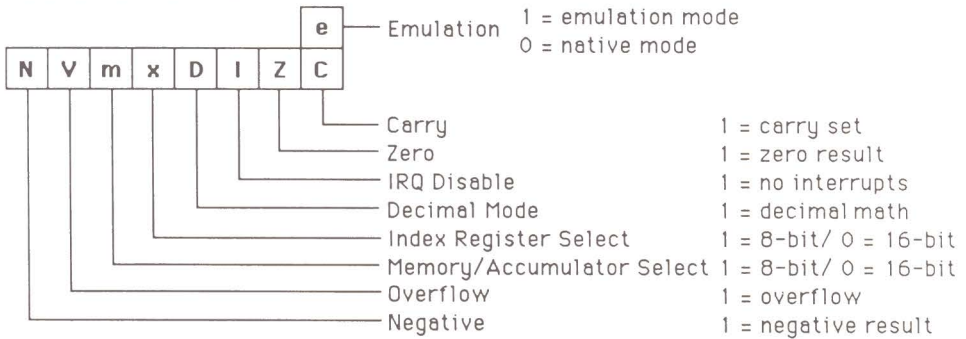 e Emulation 1 = emulation mode
0 = native mode
N V m x D I Z C
Carry 1 = carry set
Zero 1 = zero result
IRQ Disable 1 = no interrupts
Decimal Mode 1 = decimal math
Index Register Select 1 = 8-bit/ 0 = 16-bit
Memory/Accumulator Select 1 = 8-bit/ 0 = 16-bit
Overflow 1 = overflow
Negative 1 = negative result